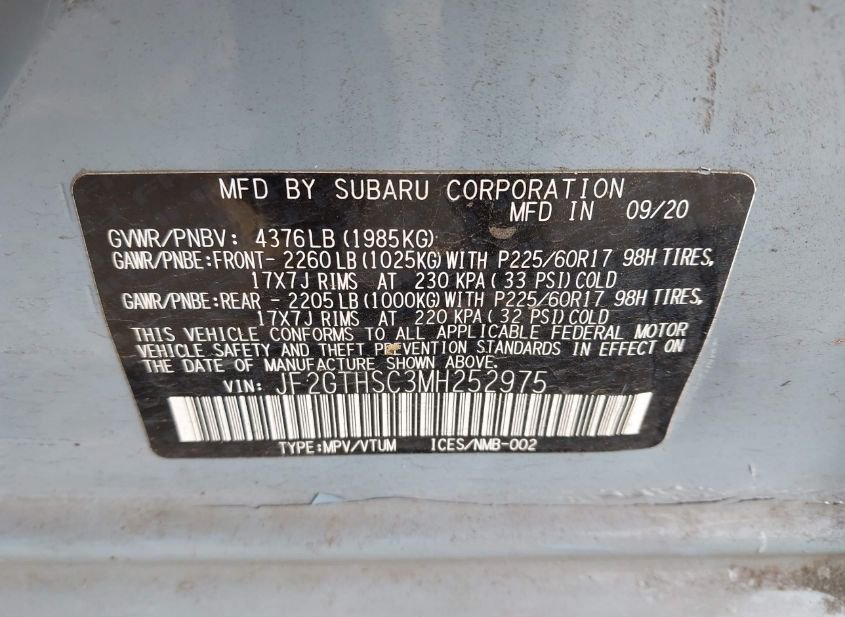 MFD BY SUBARU CORPORATION
MFD IN 09/20
GVWR/PNBV: 4376LB(1985KG)
GAWR/PNBE:FRONT- 2260LB(1025KG)WITH P225/60R17 98H TIRES,
17X7J RIMS AT 230 KPA( 33 PSI)COLD
GAWR/PNBE:REAR - 2205LB(1000KG)WITH P225/60R17 98H TIRES,
17X7J RIMS AT 220 KPA( 32 PSI)COLD
THIS VEHICLE CONFORMS TO ALL APPLICABLE FEDERAL MOTOR
VEHICLE SAFETY AND THEFT PREVENTION STANDARDS IN EFFECT ON
THE DATE OF MANUFACTURE SHOWN ABOVE.
VIN: JF2GTHSC3MH252975
TYPE:MPV/VTUM ICES/NMB-002